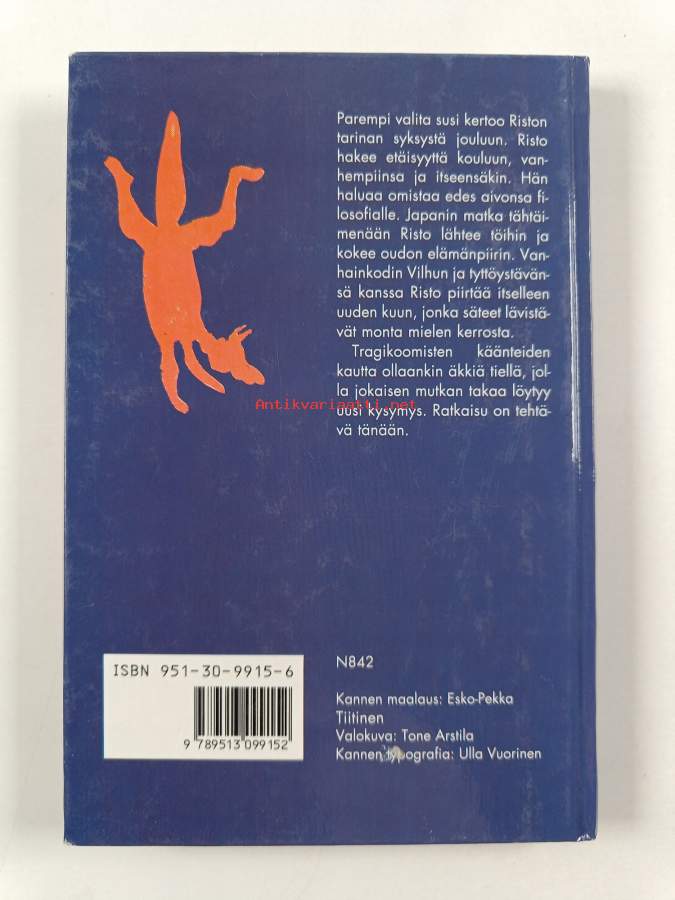 Parempi valita susi kertoo Riston
tarinan syksystä jouluun. Risto
hakee etäisyyttä kouluun, van-
hempiinsa ja itseensäkin. Hän
haluaa omistaa edes aivonsa fi-
losofialle. Japanin matka tähtäi-
menään Risto lähtee töihin ja
kokee oudon elämänpiirin. Van-
hainkodin Vilhun ja tyttöystävän-
sä kanssa Risto piirtää itselleen
uuden kuun, jonka säteet lävistä-
vät monta mielen kerrosta.
Tragikoomisten käänteiden
kautta ollaankin äkkiä tiellä, jol-
la jokaisen mutkan takaa löytyy
uusi kysymys. Ratkaisu on tehtä-
vä tänään.
Antikvariaatti.net
ISBN 951-30-9915-6
9 789513 099152
N842
Kannen maalaus: Esko-Pekka
Tiitinen
Valokuva: Tone Arstila
Kannen typografia: Ulla Vuorinen